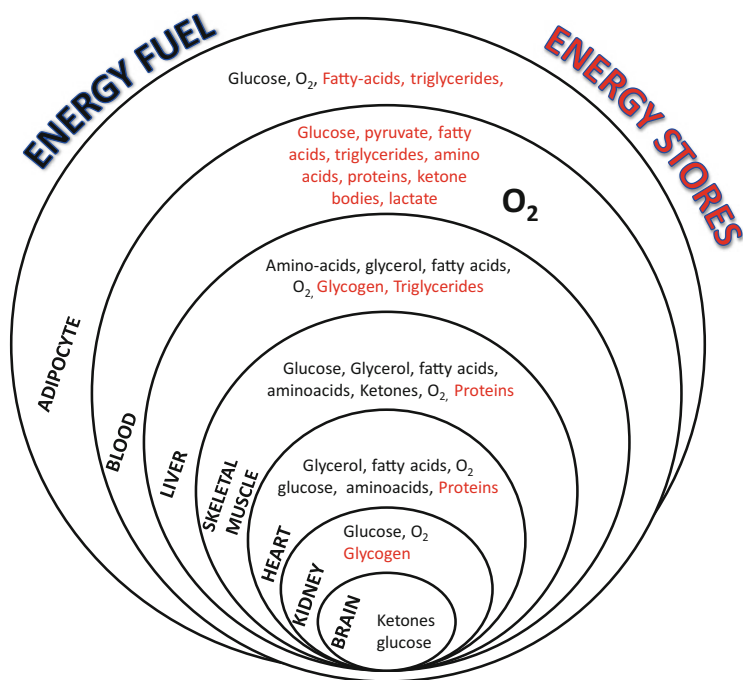 ENERGY FUEL
ENERGY STORES
Glucose, O2, Fatty-acids, triglycerides,
Glucose, pyruvate, fatty
acids, triglycerides, amino
acids, proteins, ketone
bodies, lactate
O2
Amino-acids, glycerol, fatty acids,
O2, Glycogen, Triglycerides
Glucose, Glycerol, fatty acids,
aminoacids, Ketones, O2, Proteins
Glycerol, fatty acids, O2
glucose, aminoacids, Proteins
Glucose, O2
Glycogen
Ketones
glucose
ADIPOCYTE
BLOOD
LIVER
SKELETAL
MUSCLE
HEART
KIDNEY
BRAIN